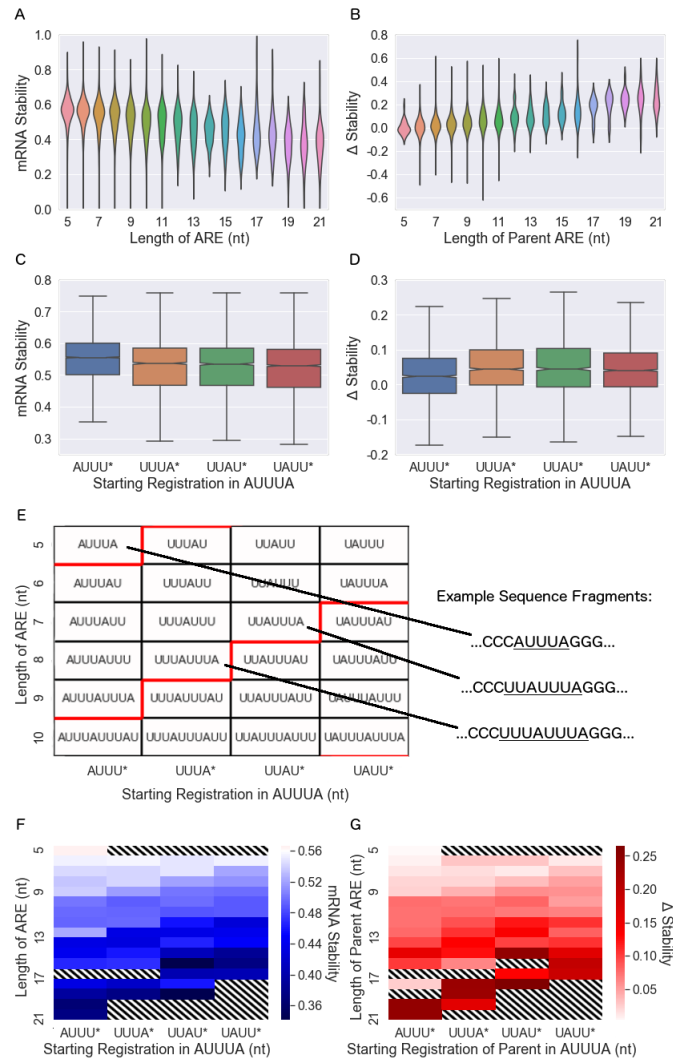 A
B
1.0
0.8
0.6
0.4
0.2
0.0
mRNA Stability
5 7 9 11 13 15 17 19 21
Length of ARE (nt)
0.8
0.6
0.4
0.2
0.0
-0.2
-0.4
-0.6
Δ Stability
5 7 9 11 13 15 17 19 21
Length of Parent ARE (nt)
C
D
0.8
0.7
0.6
0.5
0.4
0.3
mRNA Stability
AUUU* UUUA* UUAU* UAUU*
Starting Registration in AUUUA
0.3
0.2
0.1
0.0
-0.1
-0.2
Δ Stability
AUUU* UUUA* UUAU* UAUU*
Starting Registration in AUUUA
E
Length of ARE (nt)
5 AUUUA UUUAU UUAUU UAUUU
6 AUUUAU UUUAUU UUAUUU UAUUUA
7 AUUUAUU UUUAUUU UUAUUUA UAUUUAU
8 AUUUAUUU UUUAUUUA UUAUUUAU UAUUUAUU
9 AUUUAUUUA UUUAUUUAU UUAUUUAUU UAUUUAUUU
10 AUUUAUUUAU UUUAUUUAUU UUAUUUAUUU UAUUUAUUUA
AUUU* UUUA* UUAU* UAUU*
Starting Registration in AUUUA (nt)
Example Sequence Fragments:
...CCCAUUUAGGG...
...CCCUUAUUUAGGG...
...CCCUUUAUUUAGGG...
F
G
Length of ARE (nt)
5
9
13
17
21
AUUU* UUUA* UUAU* UAUU*
Starting Registration in AUUUA (nt)
0.56
0.52
0.48
0.44
0.40
0.36
mRNA Stability
Length of Parent ARE (nt)
5
9
13
17
21
AUUU* UUUA* UUAU* UAUU*
Starting Registration of Parent in AUUUA (nt)
0.25
0.20
0.15
0.10
0.05
Δ Stability